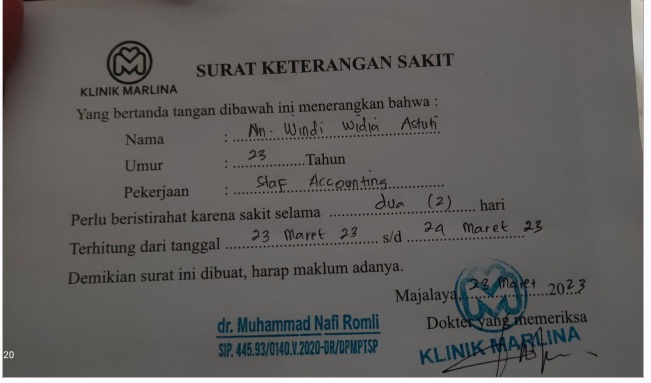 KLINIK MARLINA
SURAT KETERANGAN SAKIT
Yang bertanda tangan dibawah ini menerangkan bahwa :
Nama : Nn. Windi Widia Astuti
Umur : 23 Tahun
Pekerjaan : Staf Accounting
Perlu beristirahat karena sakit selama dua (2) hari
Terhitung dari tanggal 23 Maret 23 s/d 24 Maret 23
Demikian surat ini dibuat, harap maklum adanya.
Majalaya, 23 Maret 2023
Dokter yang memeriksa
dr. Muhammad Nafi Romli
SIP. 445.93/0140.V.2020-DR/DPMPTSP
KLINIK MARLINA
20